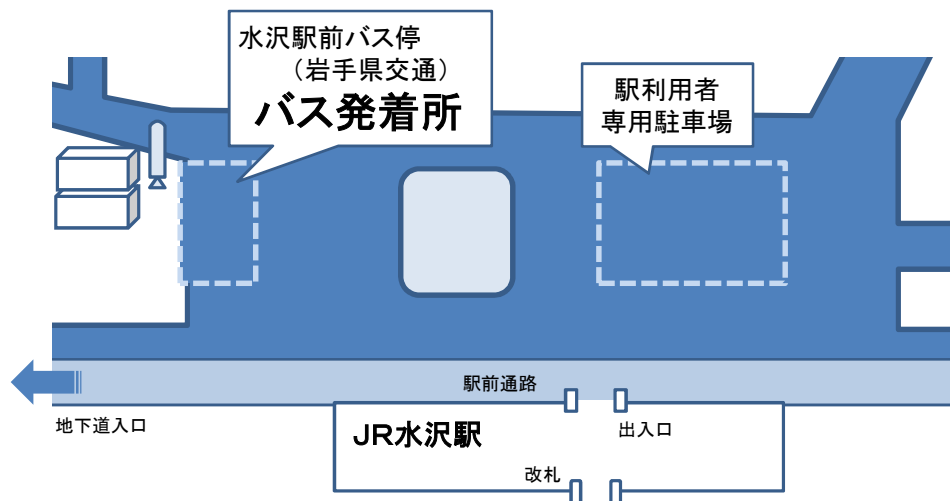 水沢駅前バス停
（岩手県交通）
バス発着所
駅利用者
専用駐車場
駅前通路
地下道入口
JR水沢駅
出入口
改札